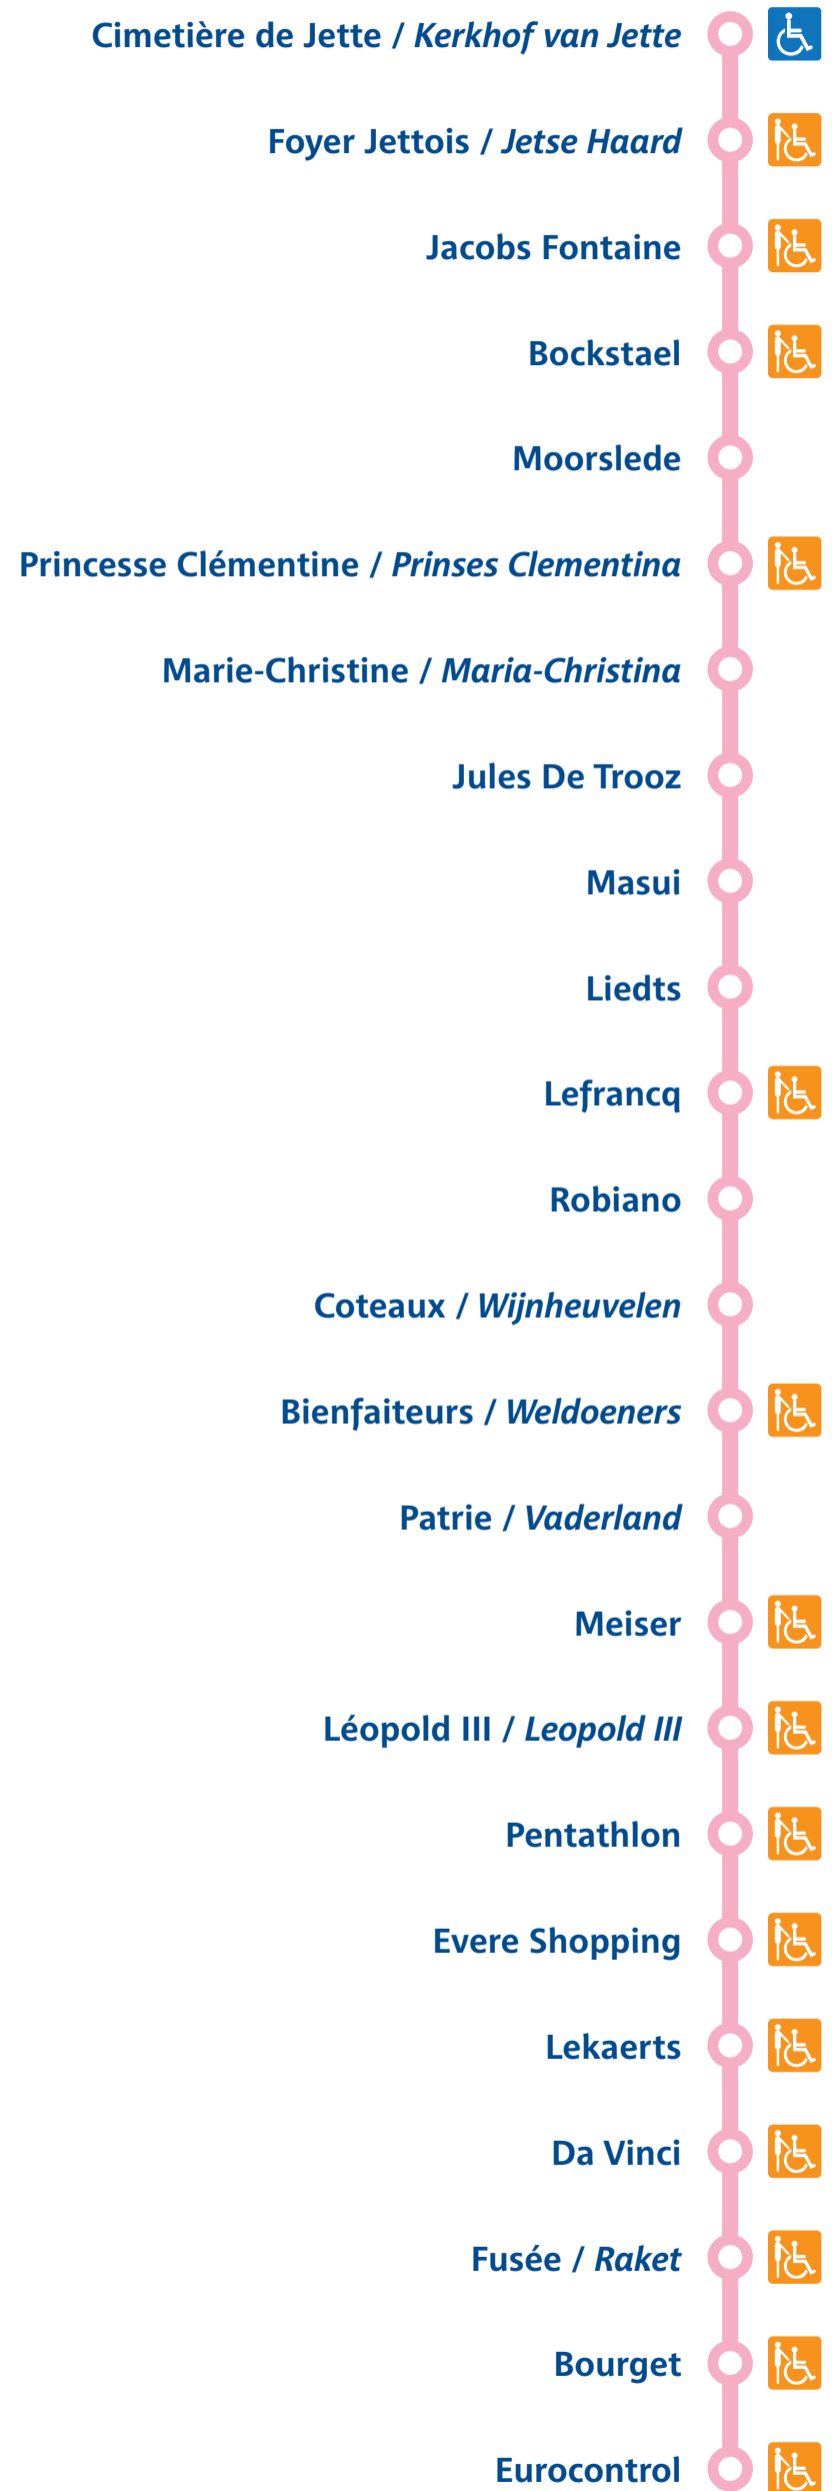 Cimetière de Jette / Kerkhof van Jette
Foyer Jettois / Jetse Haard
Jacobs Fontaine
Bockstael
Moorslede
Princesse Clémentine / Prinses Clementina
Marie-Christine / Maria-Christina
Jules De Trooz
Masui
Liedts
Lefrancq
Robiano
Coteaux / Wijnheuvelen
Bienfaiteurs / Weldoeners
Patrie / Vaderland
Meiser
Léopold III / Leopold III
Pentathlon
Evere Shopping
Lekaerts
Da Vinci
Fusée / Raket
Bourget
Eurocontrol